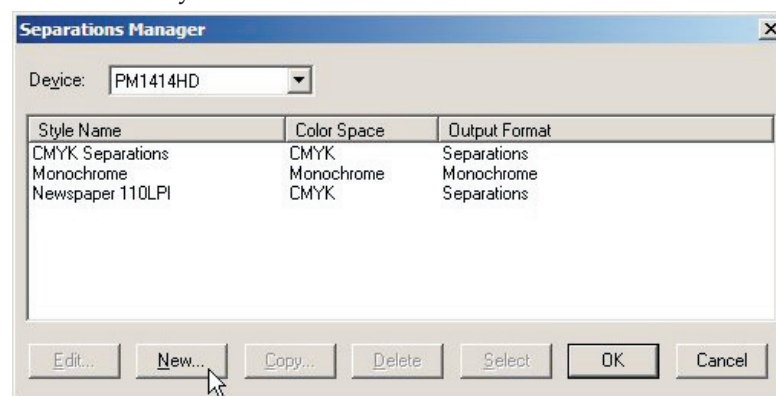 Separations Manager
Device: PM1414HD
Style Name Color Space Output Format
CMYK Separations CMYK Separations
Monochrome Monochrome Monochrome
Newspaper 110LPI CMYK Separations
Edit... New... Copy... Delete Select OK Cancel